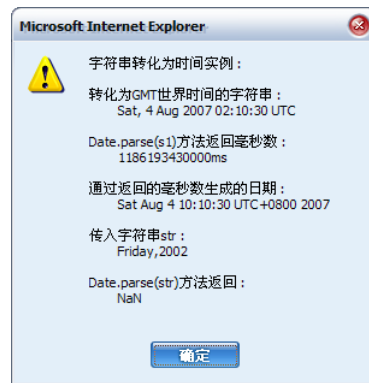 Microsoft Internet Explorer
字符串转化为时间实例：
转化为GMT世界时间的字符串：
Sat, 4 Aug 2007 02:10:30 UTC
Date.parse(s1)方法返回毫秒数：
1186193430000ms
通过返回的毫秒数生成的日期：
Sat Aug 4 10:10:30 UTC+0800 2007
传入字符串str：
Friday,2002
Date.parse(str)方法返回：
NaN
确定